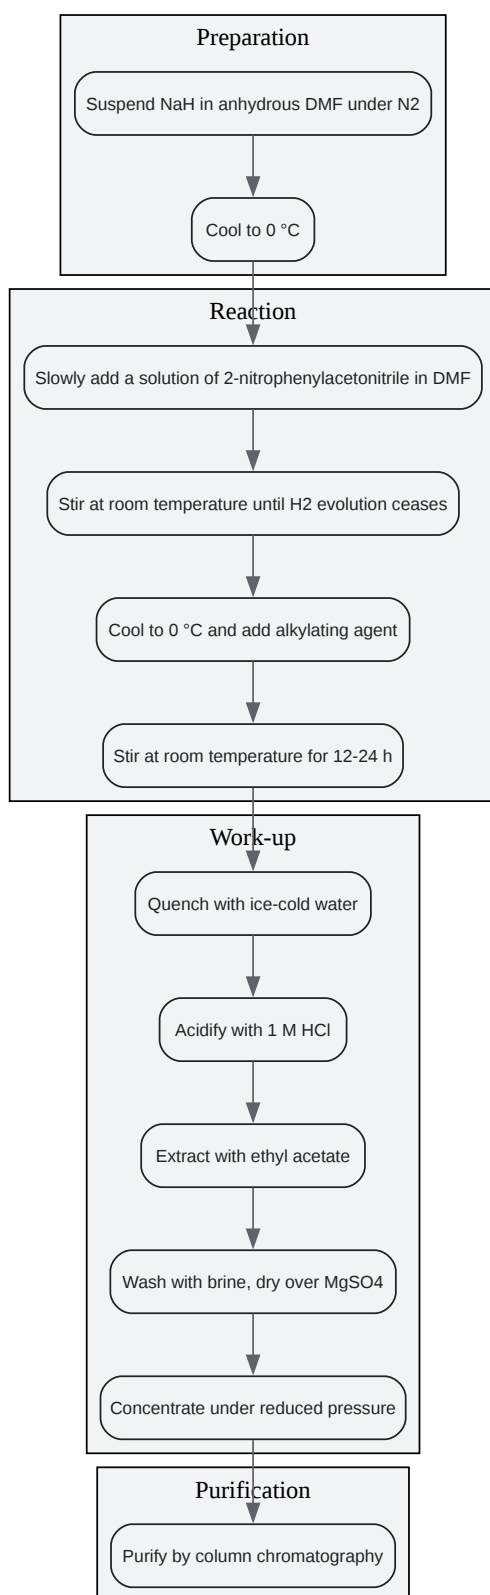 Preparation
Suspend NaH in anhydrous DMF under N2
Cool to 0 °C
Reaction
Slowly add a solution of 2-nitrophenylacetonitrile in DMF
Stir at room temperature until H2 evolution ceases
Cool to 0 °C and add alkylating agent
Stir at room temperature for 12-24 h
Work-up
Quench with ice-cold water
Acidify with 1 M HCl
Extract with ethyl acetate
Wash with brine, dry over MgSO4
Concentrate under reduced pressure
Purification
Purify by column chromatography